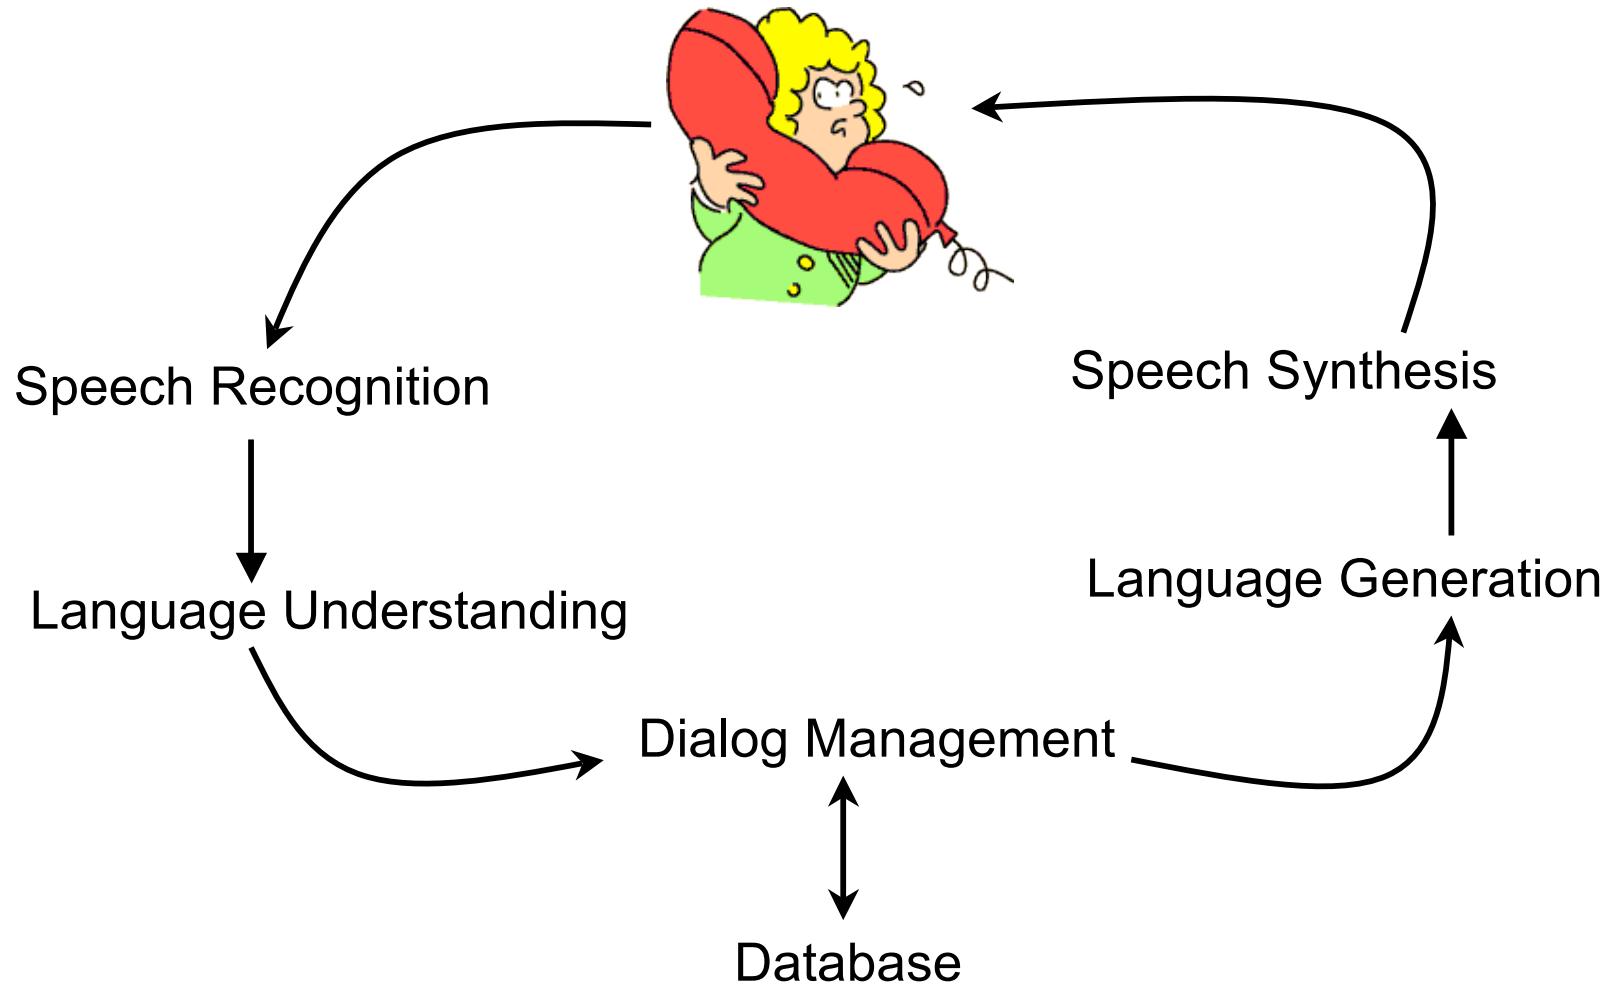 Speech Recognition
Speech Synthesis
Language Understanding
Language Generation
Dialog Management
Database